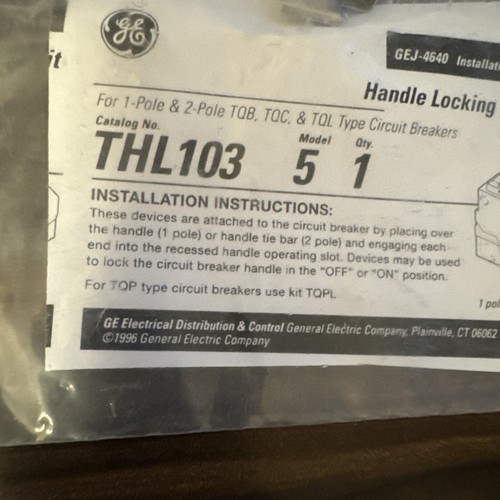 GE
it
GEJ-4640 Installati
Handle Locking
For 1-Pole & 2-Pole TQB, TQC, & TQL Type Circuit Breakers
Catalog No. Model Qty.
THL103 5 1
INSTALLATION INSTRUCTIONS:
These devices are attached to the circuit breaker by placing over
the handle (1 pole) or handle tie bar (2 pole) and engaging each
end into the recessed handle operating slot. Devices may be used
to lock the circuit breaker handle in the "OFF" or "ON" position.
For TQP type circuit breakers use kit TQPL
1 pol
GE Electrical Distribution & Control General Electric Company, Plainville, CT 06062
©1996 General Electric Company